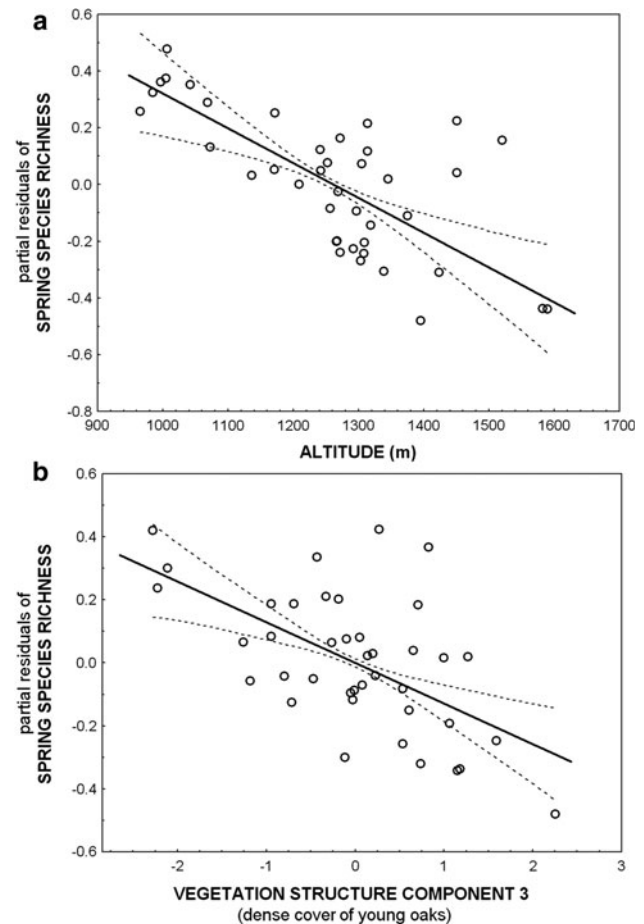 a
0.6
0.4
0.2
0.0
-0.2
-0.4
-0.6
-0.8
partial residuals of
SPRING SPECIES RICHNESS
900 1000 1100 1200 1300 1400 1500 1600 1700
ALTITUDE (m)
b
0.6
0.4
0.2
0.0
-0.2
-0.4
-0.6
partial residuals of
SPRING SPECIES RICHNESS
-2 -1 0 1 2 3
VEGETATION STRUCTURE COMPONENT 3
(dense cover of young oaks)